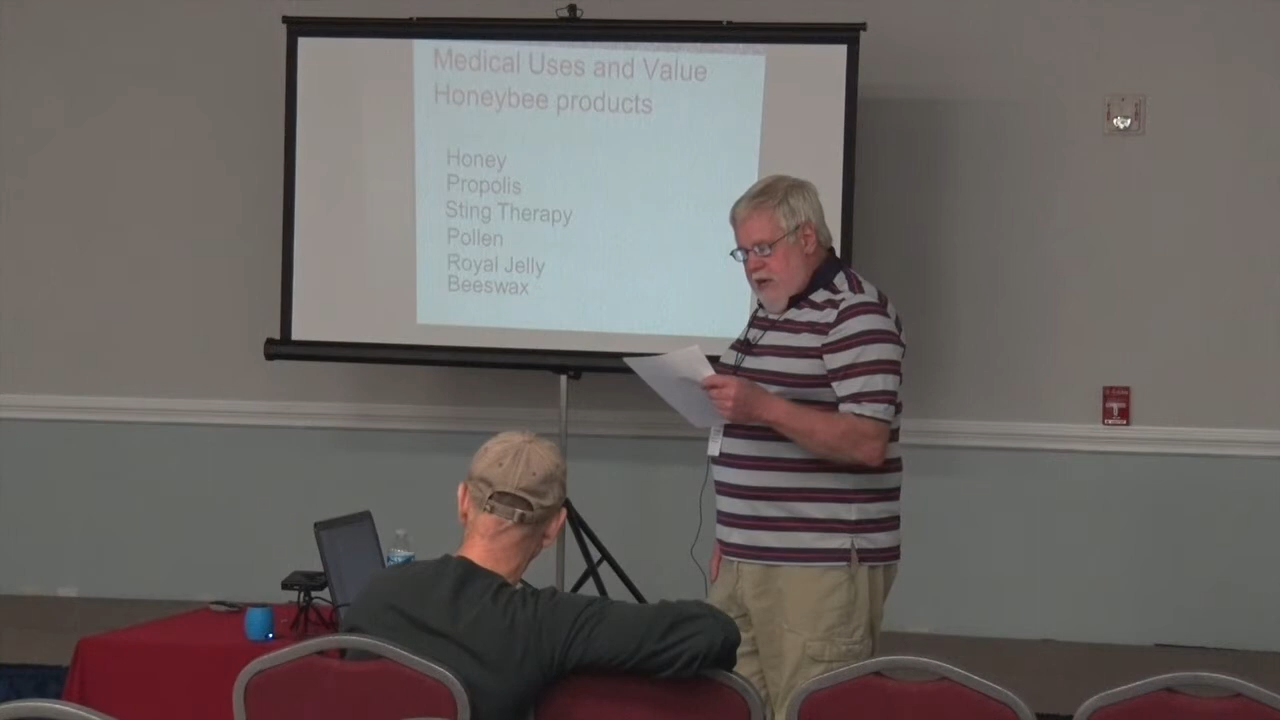 Medical Uses and Value
Honeybee products
Honey
Propolis
Sting Therapy
Pollen
Royal Jelly
Beeswax